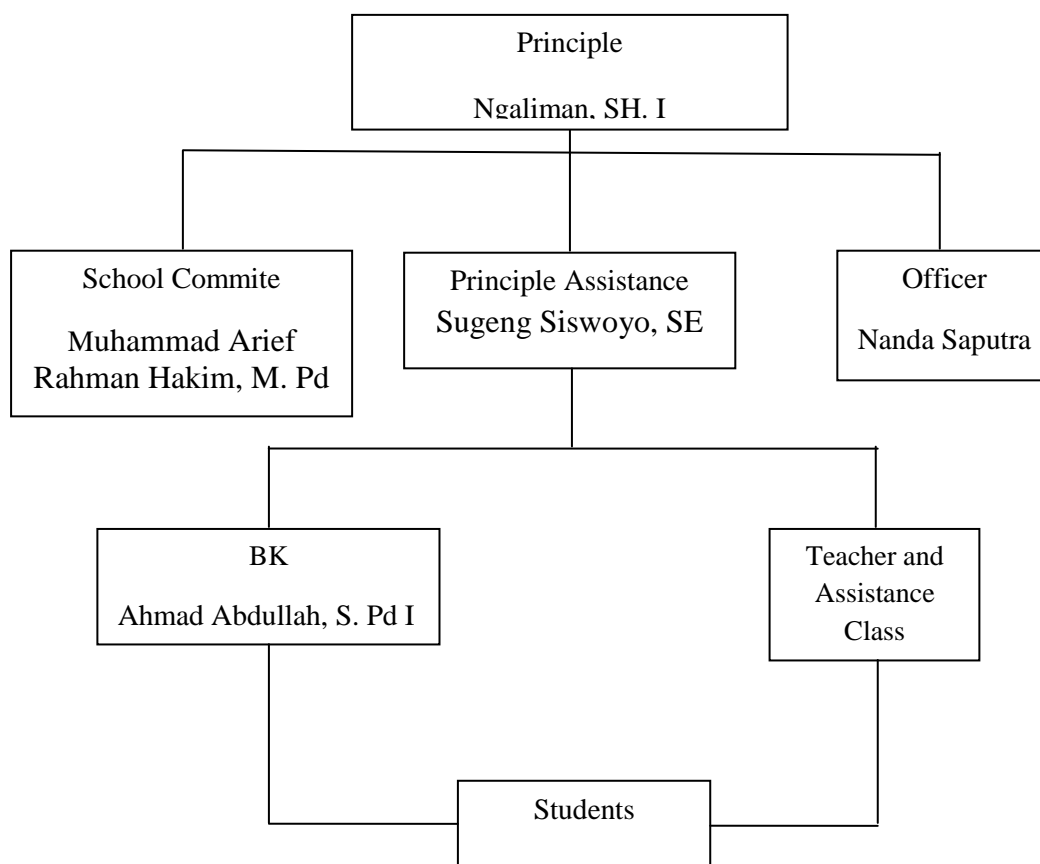 Principle
Ngaliman, SH. I
School Commite
Muhammad Arief
Rahman Hakim, M. Pd
Principle Assistance
Sugeng Siswoyo, SE
Officer
Nanda Saputra
BK
Ahmad Abdullah, S. Pd I
Teacher and
Assistance
Class
Students